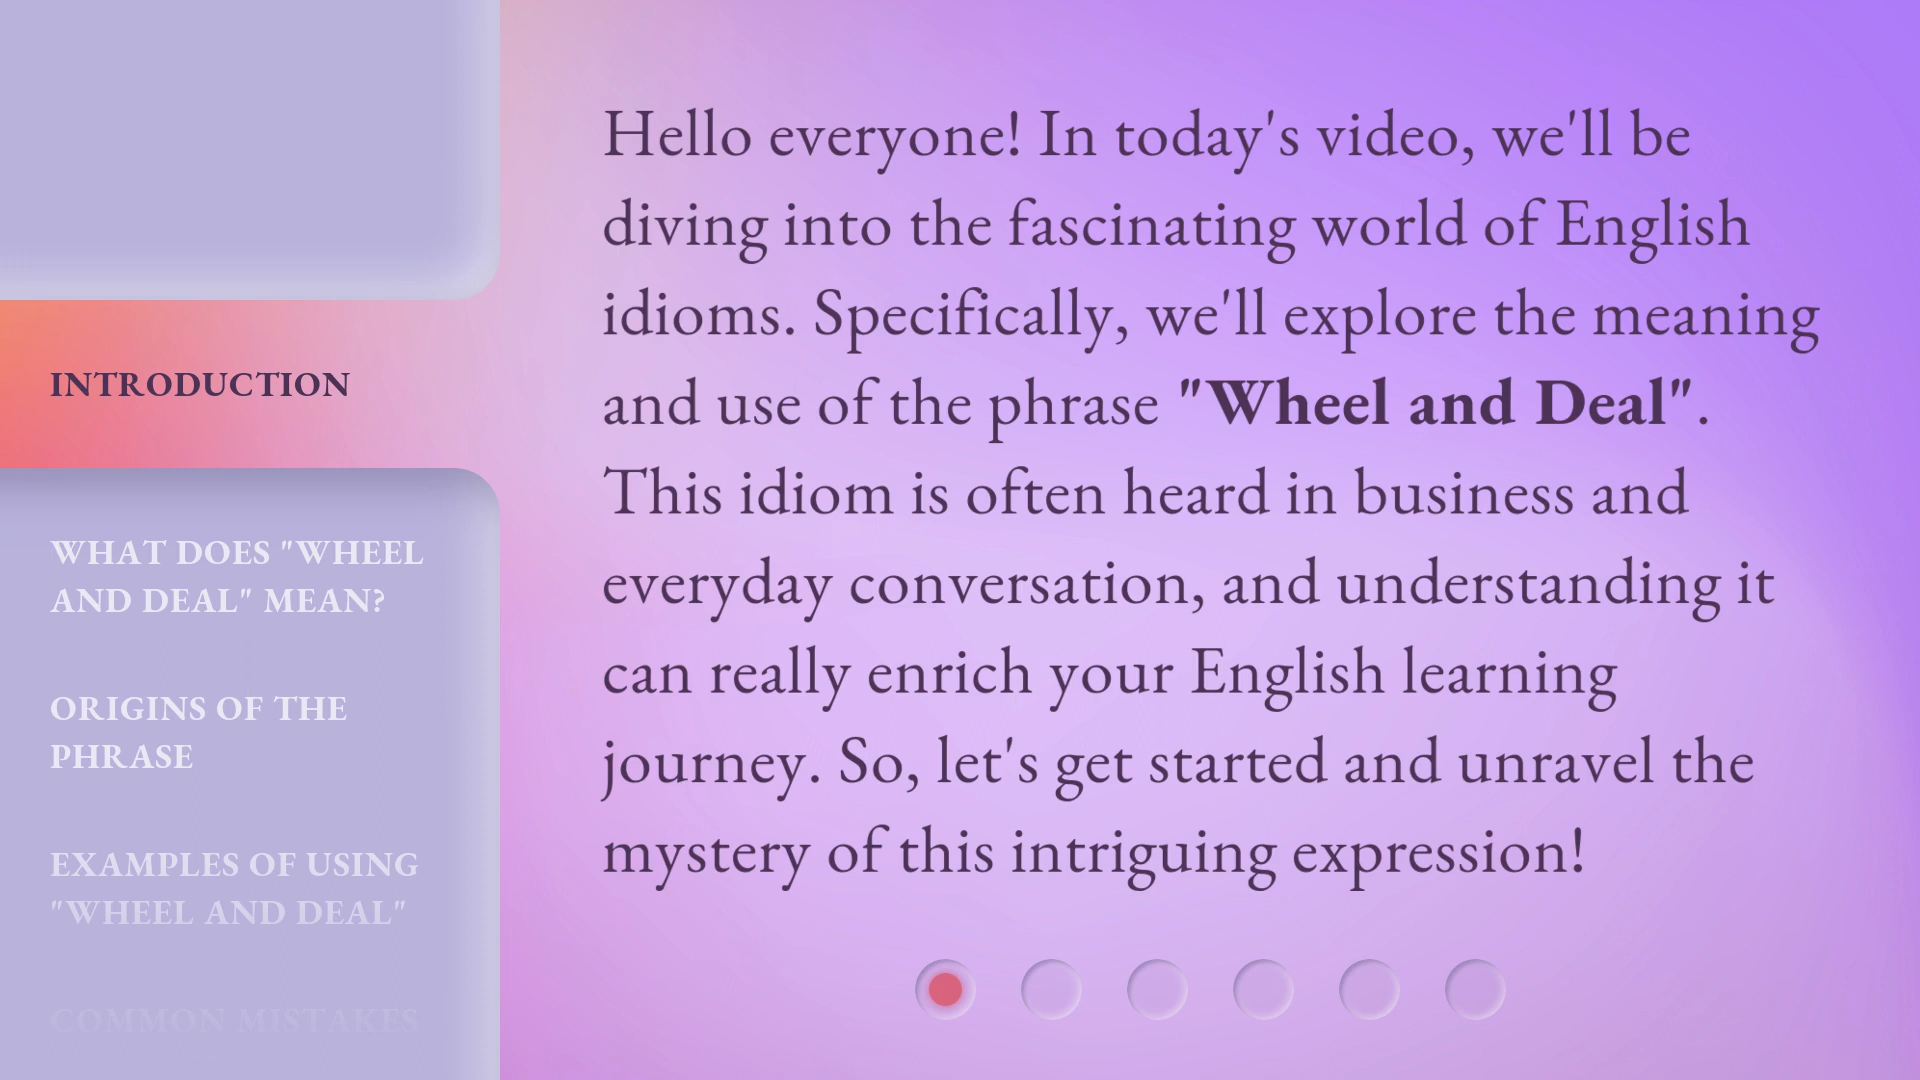 INTRODUCTION
WHAT DOES "WHEEL
AND DEAL" MEAN?
ORIGINS OF THE
PHRASE
EXAMPLES OF USING
"WHEEL AND DEAL"
COMMON MISTAKES
Hello everyone! In today's video, we'll be
diving into the fascinating world of English
idioms. Specifically, we'll explore the meaning
and use of the phrase "Wheel and Deal".
This idiom is often heard in business and
everyday conversation, and understanding it
can really enrich your English learning
journey. So, let's get started and unravel the
mystery of this intriguing expression!